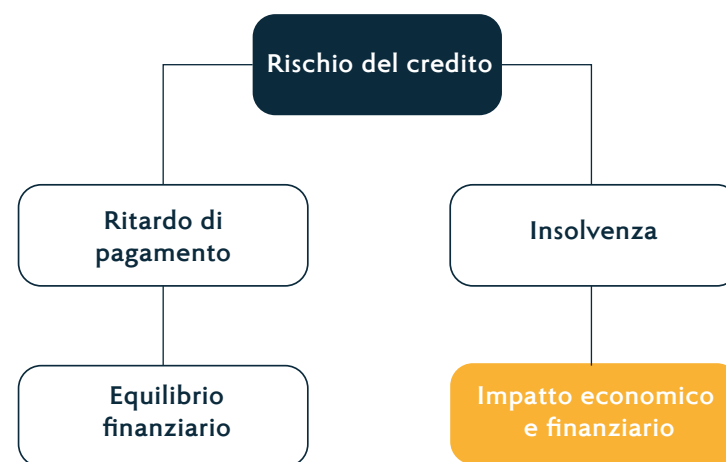 Rischio del credito
Ritardo di
pagamento
Insolvenza
Equilibrio
finanziario
Impatto economico
e finanziario